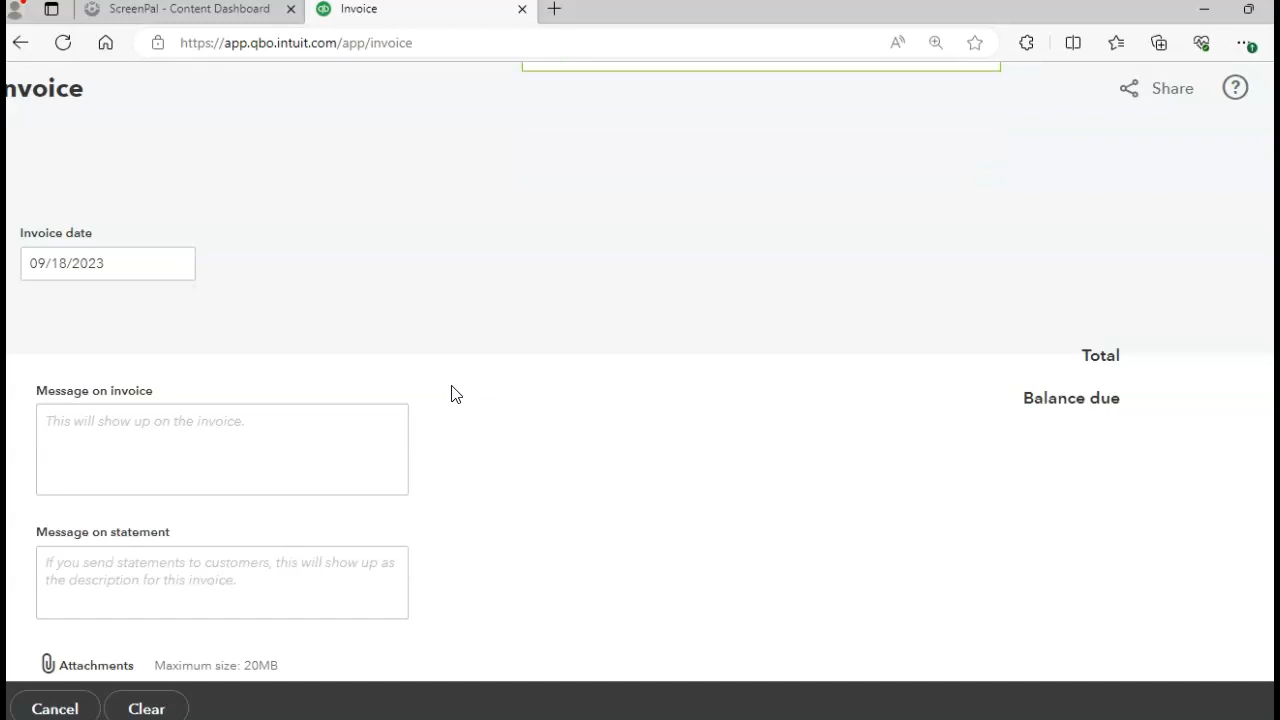 ScreenPal - Content Dashboard
Invoice
https://app.qbo.intuit.com/app/invoice
nvoice
Share
Invoice date
09/18/2023
Total
Message on invoice
Balance due
This will show up on the invoice.
Message on statement
If you send statements to customers, this will show up as
the description for this invoice.
Attachments Maximum size: 20MB
Cancel Clear